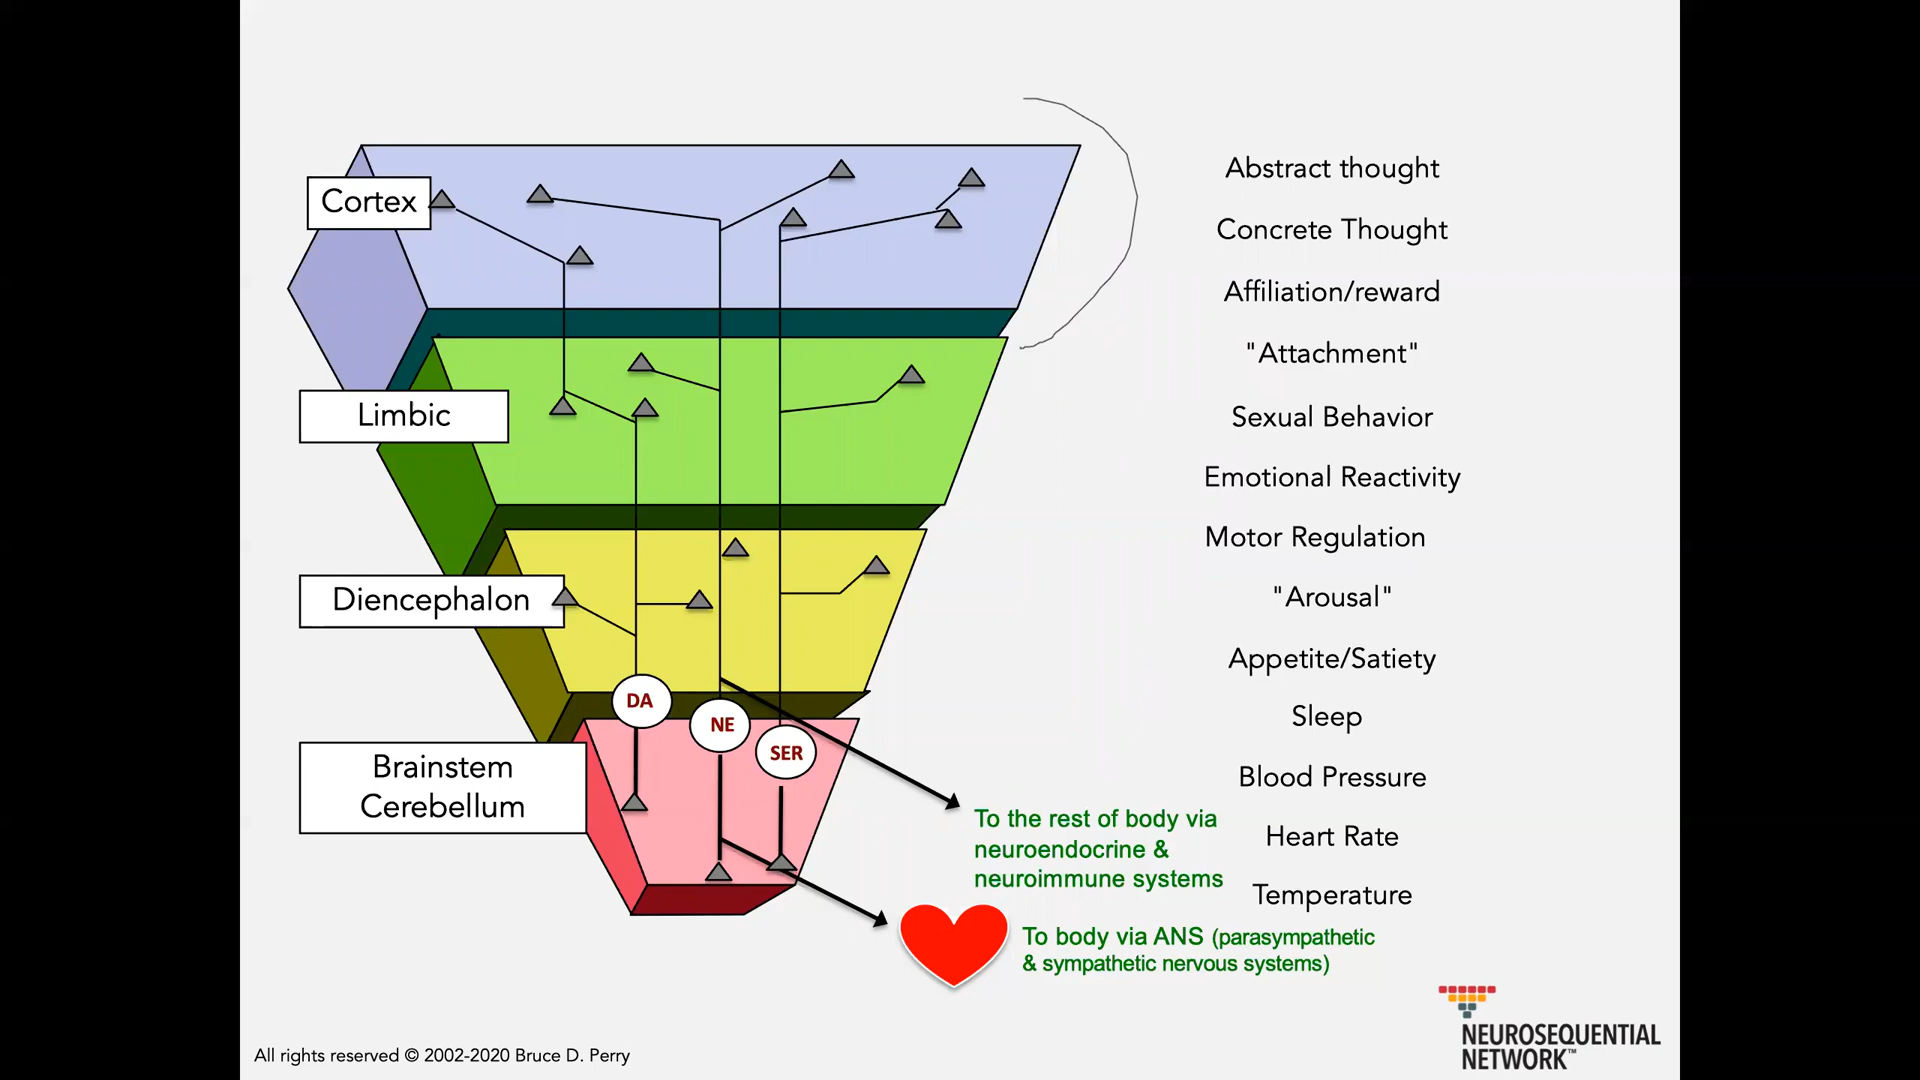 Cortex
Limbic
Diencephalon
Brainstem
Cerebellum
DA
NE
SER
Abstract thought
Concrete Thought
Affiliation/reward
"Attachment"
Sexual Behavior
Emotional Reactivity
Motor Regulation
"Arousal"
Appetite/Satiety
Sleep
Blood Pressure
Heart Rate
Temperature
To the rest of body via
neuroendocrine &
neuroimmune systems
To body via ANS (parasympathetic
& sympathetic nervous systems)
NEUROSEQUENTIAL
NETWORK™
All rights reserved © 2002-2020 Bruce D. Perry